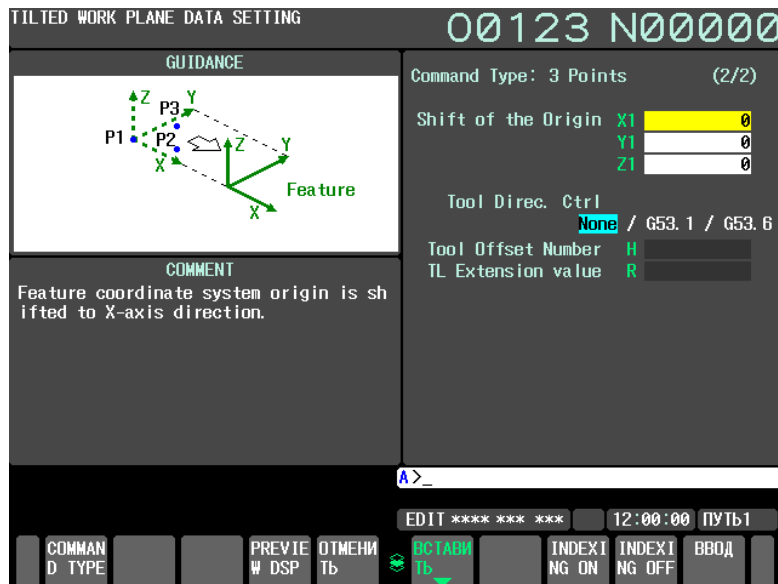 TILTED WORK PLANE DATA SETTING
O0123 N00000
GUIDANCE
Z
P3
Y
P1
P2
X
Z
Y
X
Feature
COMMENT
Feature coordinate system origin is sh
ifted to X-axis direction.
Command Type: 3 Points (2/2)
Shift of the Origin X1 0
Y1 0
Z1 0
Tool Direc. Ctrl
None / G53.1 / G53.6
Tool Offset Number H
TL Extension value R
A>_
EDIT **** *** *** 12:00:00 ПУТЬ1
COMMAN
D TYPE
PREVIE
W DSP
ОТМЕНИ
ТЬ
ВСТАВИ
ТЬ
INDEXI
NG ON
INDEXI
NG OFF
ВВОД